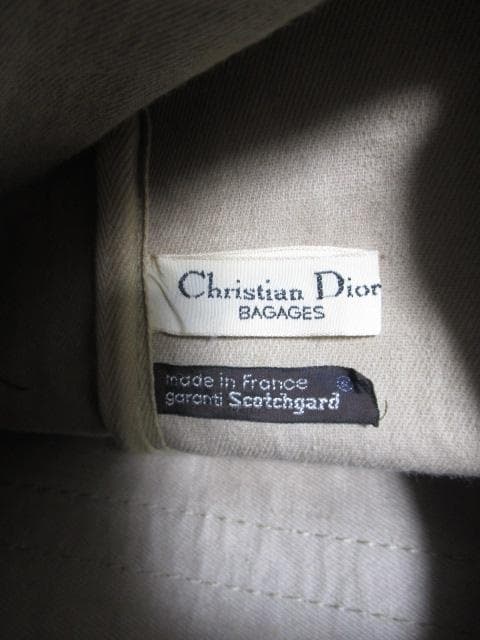 Christian Dior
BAGAGES
made in France ®
garanti Scotchgard